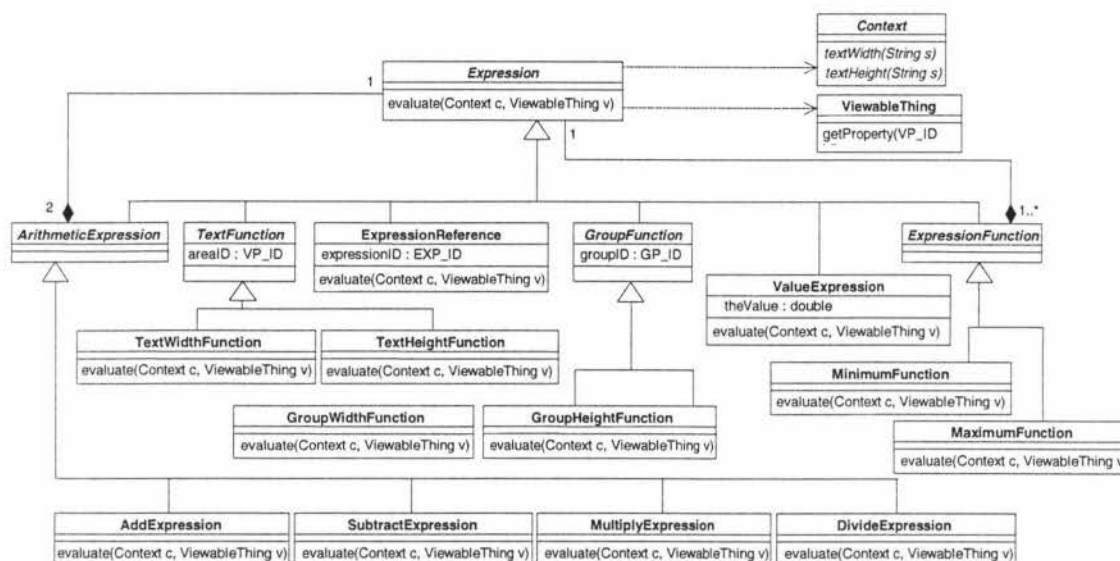 Context
textWidth(String s)
textHeight(String s)
Expression
1
evaluate(Context c, ViewableThing v)
ViewableThing
getProperty(VP_ID
1
2
1..*
ArithmeticExpression
TextFunction
areaID : VP_ID
ExpressionReference
expressionID : EXP_ID
evaluate(Context c, ViewableThing v)
GroupFunction
groupID : GP_ID
ExpressionFunction
ValueExpression
theValue : double
evaluate(Context c, ViewableThing v)
TextWidthFunction
evaluate(Context c, ViewableThing v)
TextHeightFunction
evaluate(Context c, ViewableThing v)
MinimumFunction
evaluate(Context c, ViewableThing v)
GroupWidthFunction
evaluate(Context c, ViewableThing v)
GroupHeightFunction
evaluate(Context c, ViewableThing v)
MaximumFunction
evaluate(Context c, ViewableThing v
AddExpression
evaluate(Context c, ViewableThing v)
SubtractExpression
evaluate(Context c, ViewableThing v)
MultiplyExpression
evaluate(Context c, ViewableThing v)
DivideExpression
evaluate(Context c, ViewableThing v)